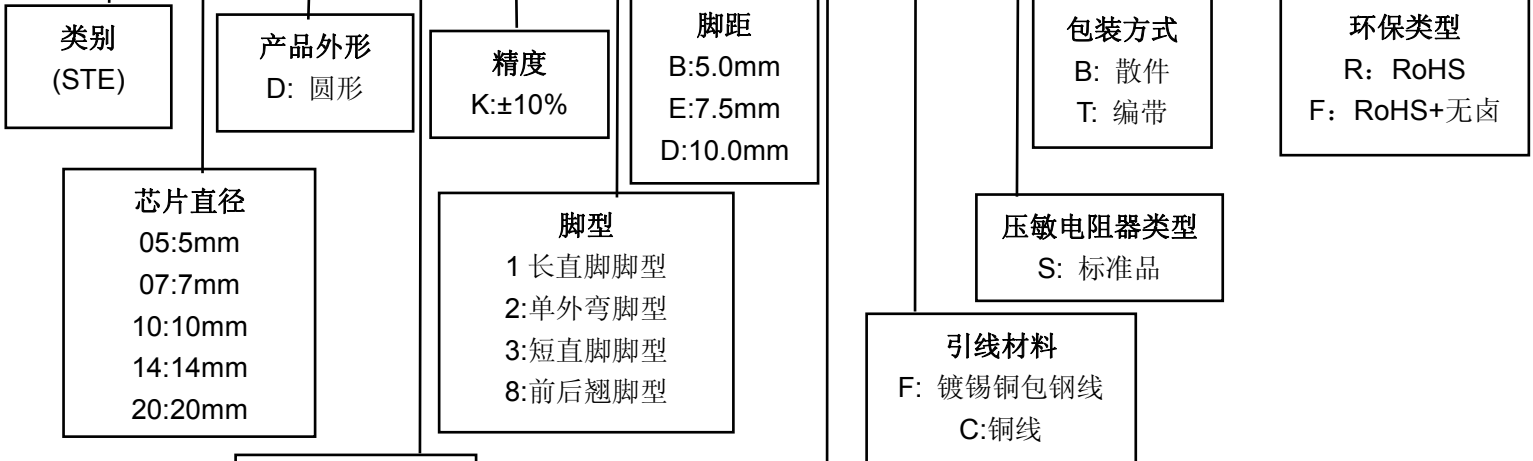 类别
(STE)
产品外形
D: 圆形
精度
K:±10%
脚距
B:5.0mm
E:7.5mm
D:10.0mm
包装方式
B: 散件
T: 编带
环保类型
R：RoHS
F：RoHS+无卤
芯片直径
05:5mm
07:7mm
10:10mm
14:14mm
20:20mm
脚型
1 长直脚脚型
2:单外弯脚型
3:短直脚脚型
8:前后翘脚型
压敏电阻器类型
S: 标准品
引线材料
F: 镀锡铜包钢线
C:铜线